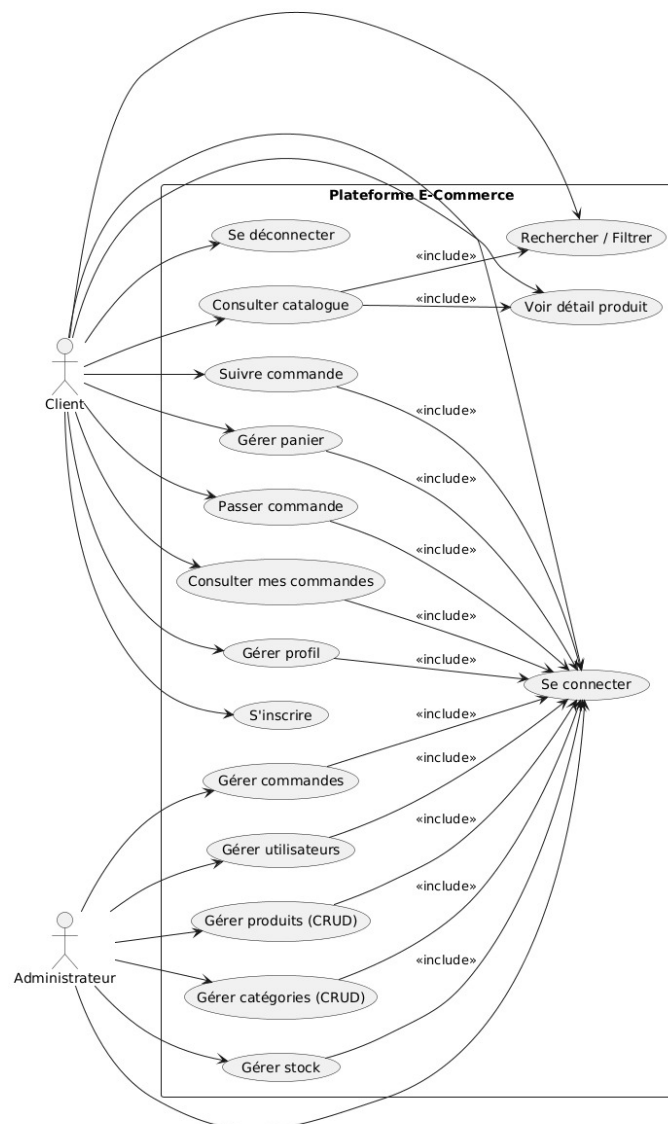 Plateforme E-Commerce
Se déconnecter
Rechercher / Filtrer
«include»
Consulter catalogue
«include»
Voir détail produit
Client
Suivre commande
«include»
Gérer panier
«include»
Passer commande
«include»
Consulter mes commandes
«include»
Gérer profil
«include»
Se connecter
S'inscrire
«include»
Gérer commandes
«include»
Gérer utilisateurs
«include»
Gérer produits (CRUD)
«include»
Administrateur
Gérer catégories (CRUD)
«include»
Gérer stock